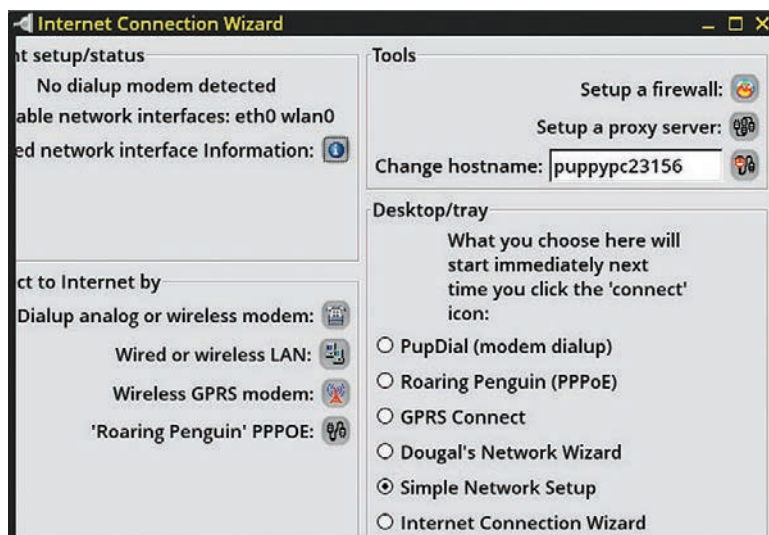 Internet Connection Wizard
nt setup/status
No dialup modem detected
able network interfaces: eth0 wlan0
ed network interface Information:
ct to Internet by
Dialup analog or wireless modem:
Wired or wireless LAN:
Wireless GPRS modem:
'Roaring Penguin' PPPOE:
Tools
Setup a firewall:
Setup a proxy server:
Change hostname: puppypc23156
Desktop/tray
What you choose here will
start immediately next
time you click the 'connect'
icon:
PupDial (modem dialup)
Roaring Penguin (PPPoE)
GPRS Connect
Dougal's Network Wizard
Simple Network Setup
Internet Connection Wizard